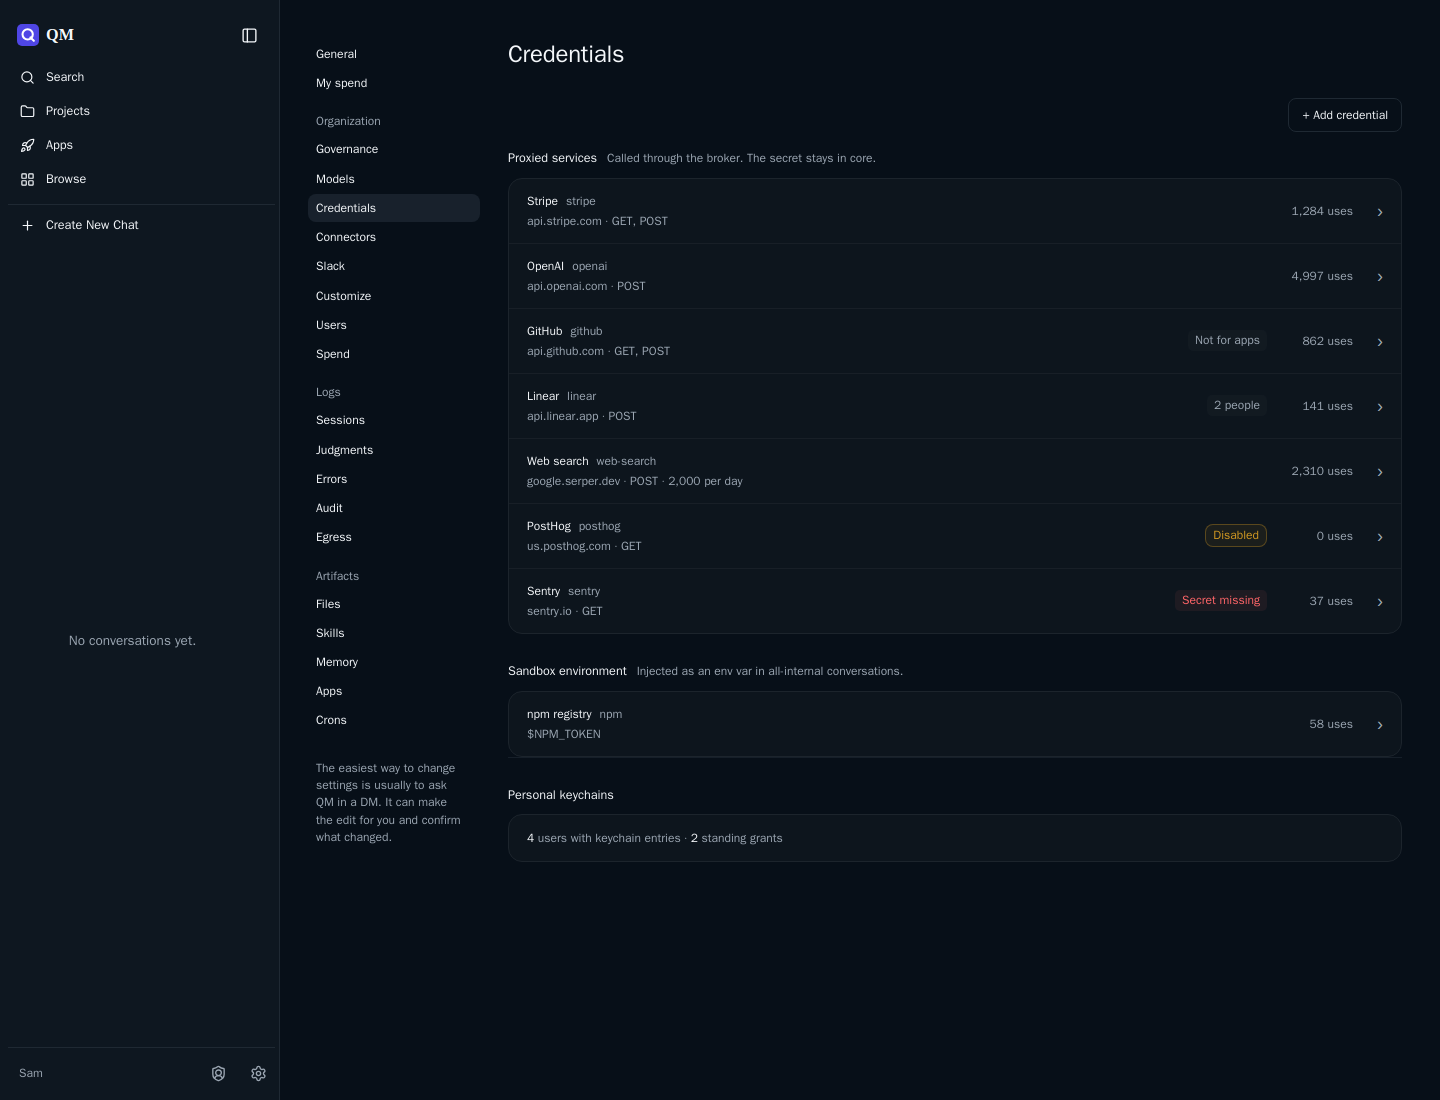 QM
Search
Projects
Apps
Browse
Create New Chat
No conversations yet.
Sam
General
My spend
Organization
Governance
Models
Credentials
Connectors
Slack
Customize
Users
Spend
Logs
Sessions
Judgments
Errors
Audit
Egress
Artifacts
Files
Skills
Memory
Apps
Crons
The easiest way to change
settings is usually to ask
QM in a DM. It can make
the edit for you and confirm
what changed.
Credentials
+ Add credential
Proxied services Called through the broker. The secret stays in core.
Stripe stripe
api.stripe.com · GET, POST
1,284 uses
OpenAI openai
api.openai.com · POST
4,997 uses
GitHub github
api.github.com · GET, POST
Not for apps 862 uses
Linear linear
api.linear.app · POST
2 people 141 uses
Web search web-search
google.serper.dev · POST · 2,000 per day
2,310 uses
PostHog posthog
us.posthog.com · GET
Disabled 0 uses
Sentry sentry
sentry.io · GET
Secret missing 37 uses
Sandbox environment Injected as an env var in all-internal conversations.
npm registry npm
$NPM_TOKEN
58 uses
Personal keychains
4 users with keychain entries · 2 standing grants